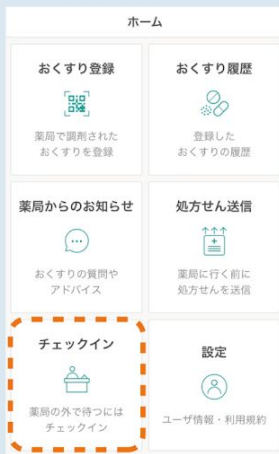 ホーム
おくすり登録
薬局で調剤された
おくすりを登録
おくすり履歴
登録した
おくすりの履歴
薬局からのお知らせ
おくすりの質問や
アドバイス
処方せん送信
薬局に行く前に
処方せんを送信
チェックイン
薬局の外で待つには
チェックイン
設定
ユーザ情報・利用規約